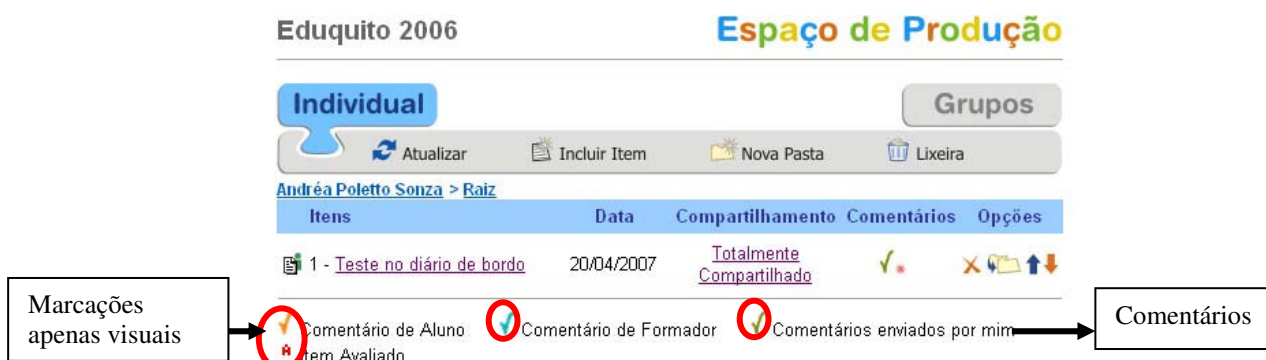 Eduquito 2006
Espaço de Produção
Individual
Grupos
Atualizar
Incluir Item
Nova Pasta
Lixeira
Andréa Poletto Sonza > Raiz
Itens Data Compartilhamento Comentários Opções
1 - Teste no diário de bordo 20/04/2007 Totalmente
Compartilhado
Marcações
apenas visuais
Comentário de Aluno
Comentário de Formador
Comentários enviados por mim
Comentários
Item Avaliado